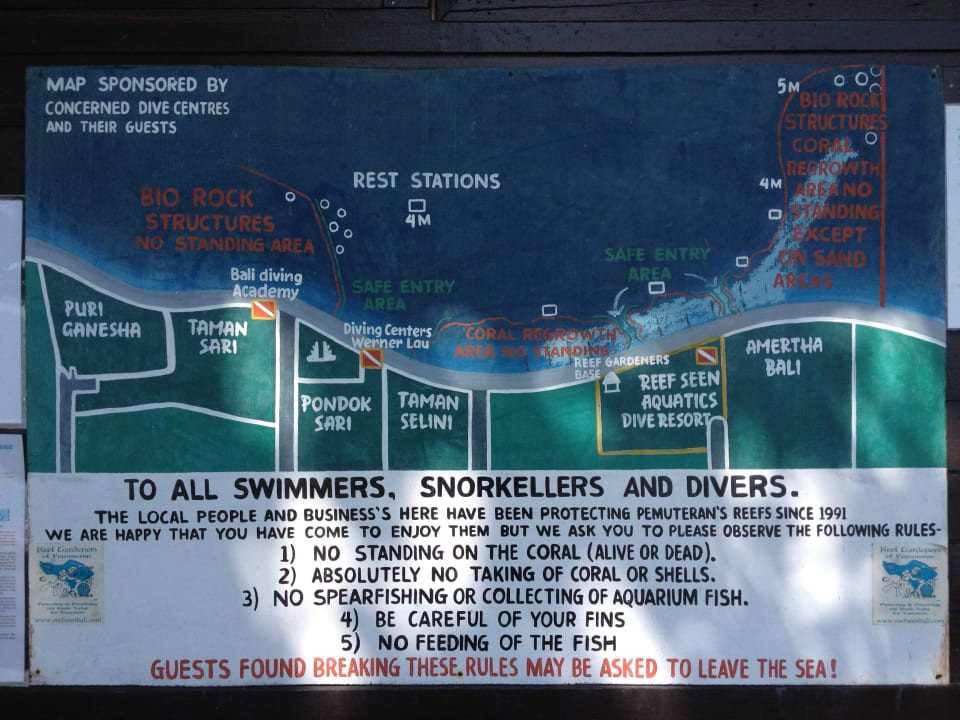 MAP SPONSORED BY
CONCERNED DIVE CENTRES
AND THEIR GUESTS
5M
BIO ROCK
STRUCTURES
CORAL
REGROWTH
AREA NO
STANDING
EXCEPT
ON SAND
AREAS
4M
REST STATIONS
4M
BIO ROCK
STRUCTURES
NO STANDING AREA
SAFE ENTRY
AREA
Bali diving
Academy
SAFE ENTRY
AREA
PURI
GANESHA
TAMAN
SARI
Diving Centers
Werner Lau
CORAL REGROWTH
AREA NO STANDING
REEF GARDENERS
BASE
AMERTHA
BALI
PONDOK
SARI
TAMAN
SELINI
REEF SEEN
AQUATICS
DIVE RESORT
TO ALL SWIMMERS, SNORKELLERS AND DIVERS.
THE LOCAL PEOPLE AND BUSINESS'S HERE HAVE BEEN PROTECTING PEMUTERAN'S REEFS SINCE 1991
WE ARE HAPPY THAT YOU HAVE COME TO ENJOY THEM BUT WE ASK YOU TO PLEASE OBSERVE THE FOLLOWING RULES-
1) NO STANDING ON THE CORAL (ALIVE OR DEAD).
2) ABSOLUTELY NO TAKING OF CORAL OR SHELLS.
3) NO SPEARFISHING OR COLLECTING OF AQUARIUM FISH.
4) BE CAREFUL OF YOUR FINS
5) NO FEEDING OF THE FISH
GUESTS FOUND BREAKING THESE RULES MAY BE ASKED TO LEAVE THE SEA!
Reef Gardeners
of Pemuteran
Reef Gardeners
of Pemuteran